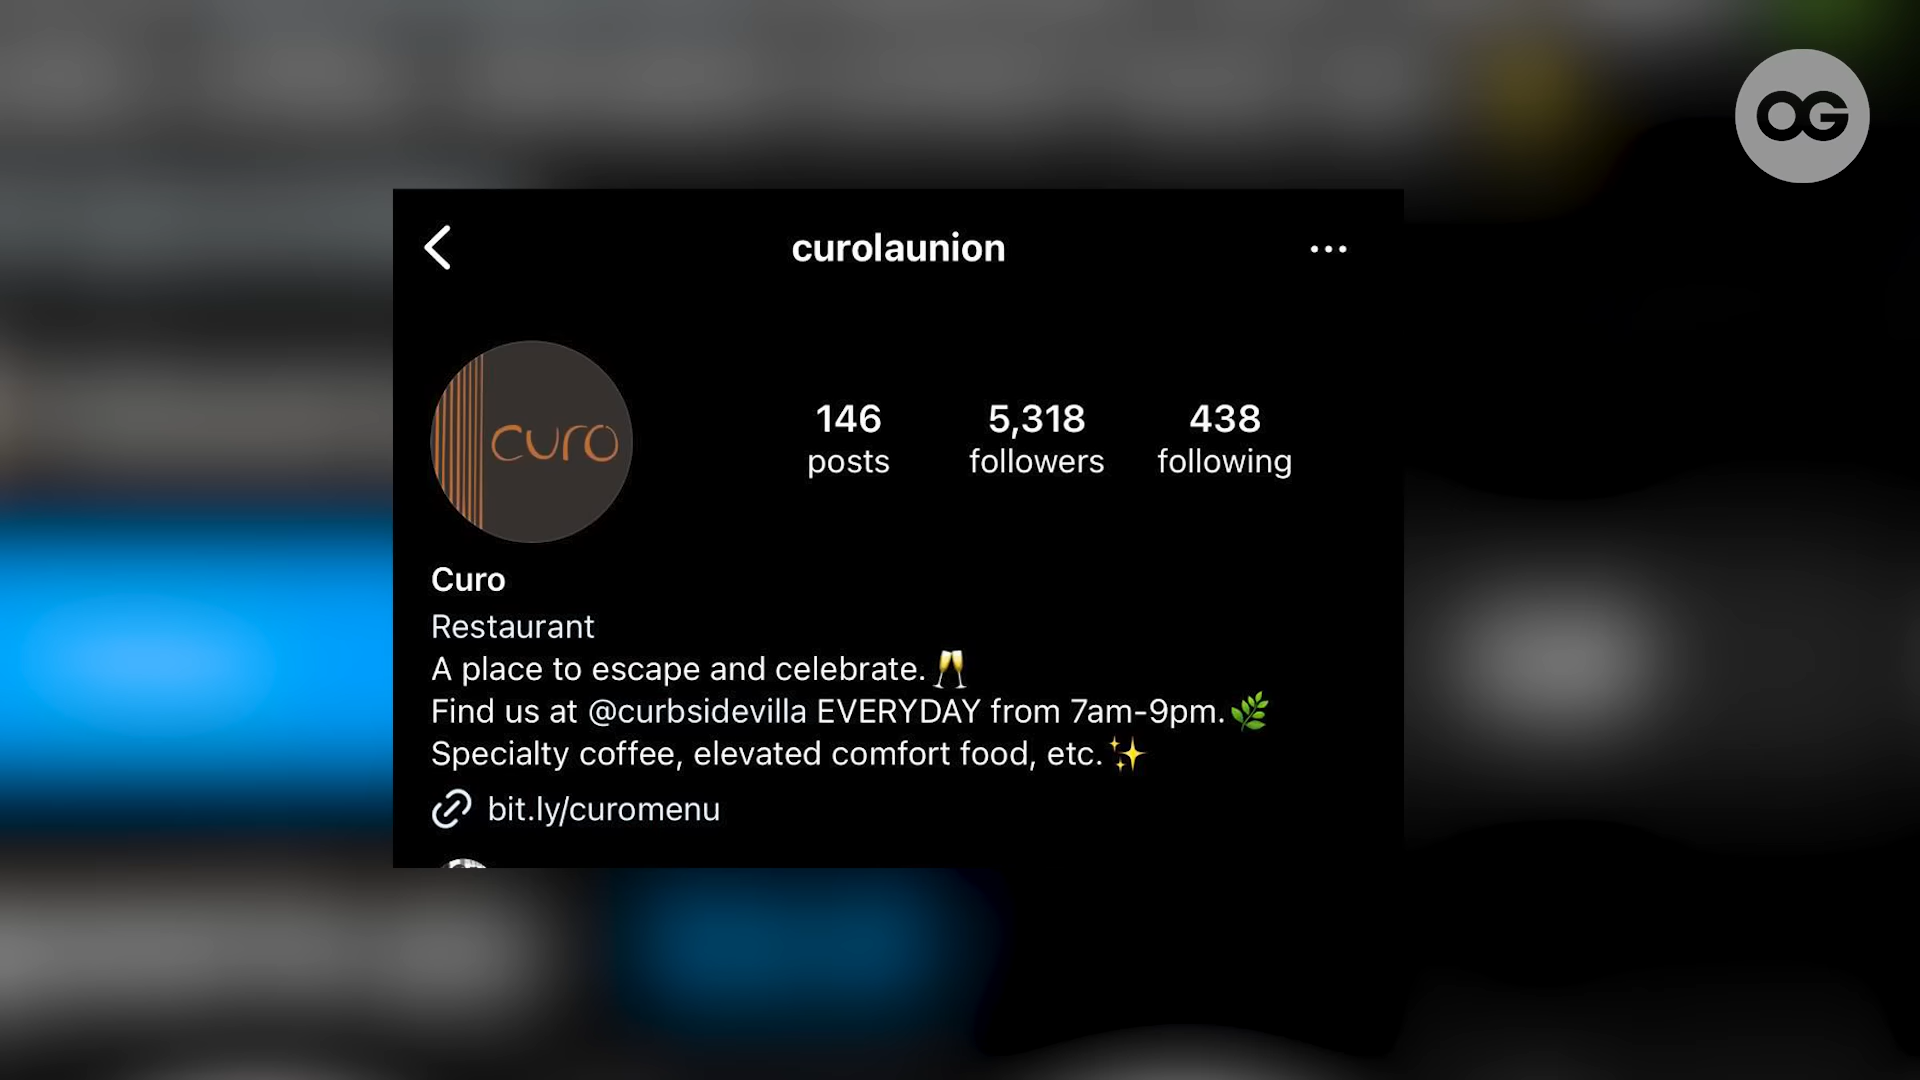 OG
curolaunion
curo
146 5,318 438
posts followers following
Curo
Restaurant
A place to escape and celebrate.🥂
Find us at @curbsidevilla EVERYDAY from 7am-9pm.🌿
Specialty coffee, elevated comfort food, etc.✨
bit.ly/curomenu